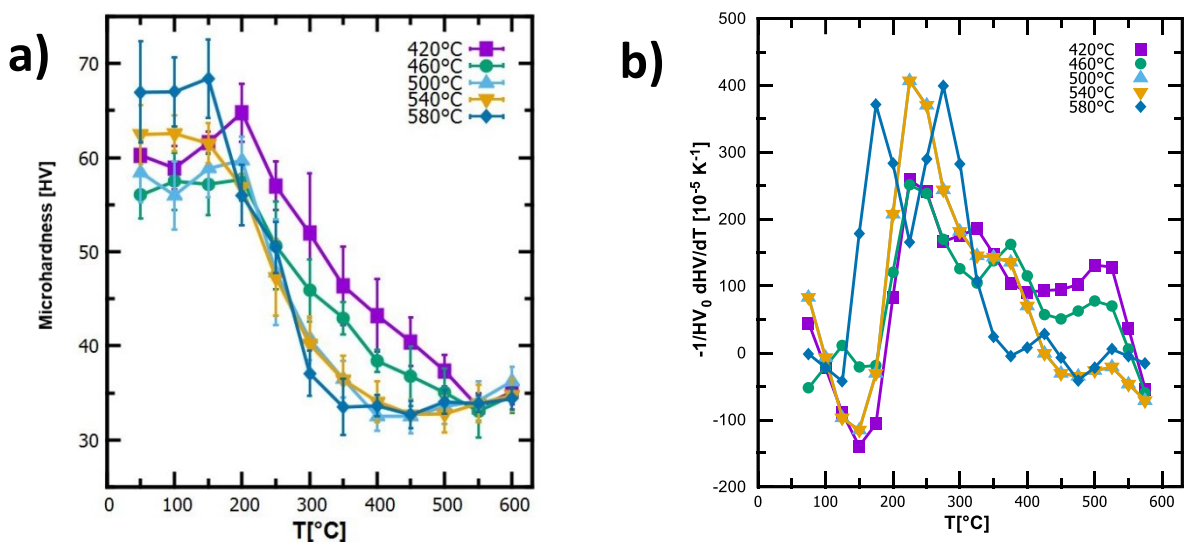 a)
Microhardness [HV]
70
60
50
40
30
0 100 200 300 400 500 600
T[°C]
420°C
460°C
500°C
540°C
580°C
b)
-1/HV₀ dHV/dT [10⁻⁵ K⁻¹]
500
400
300
200
100
0
-100
-200
0 100 200 300 400 500 600
T[°C]
420°C
460°C
500°C
540°C
580°C